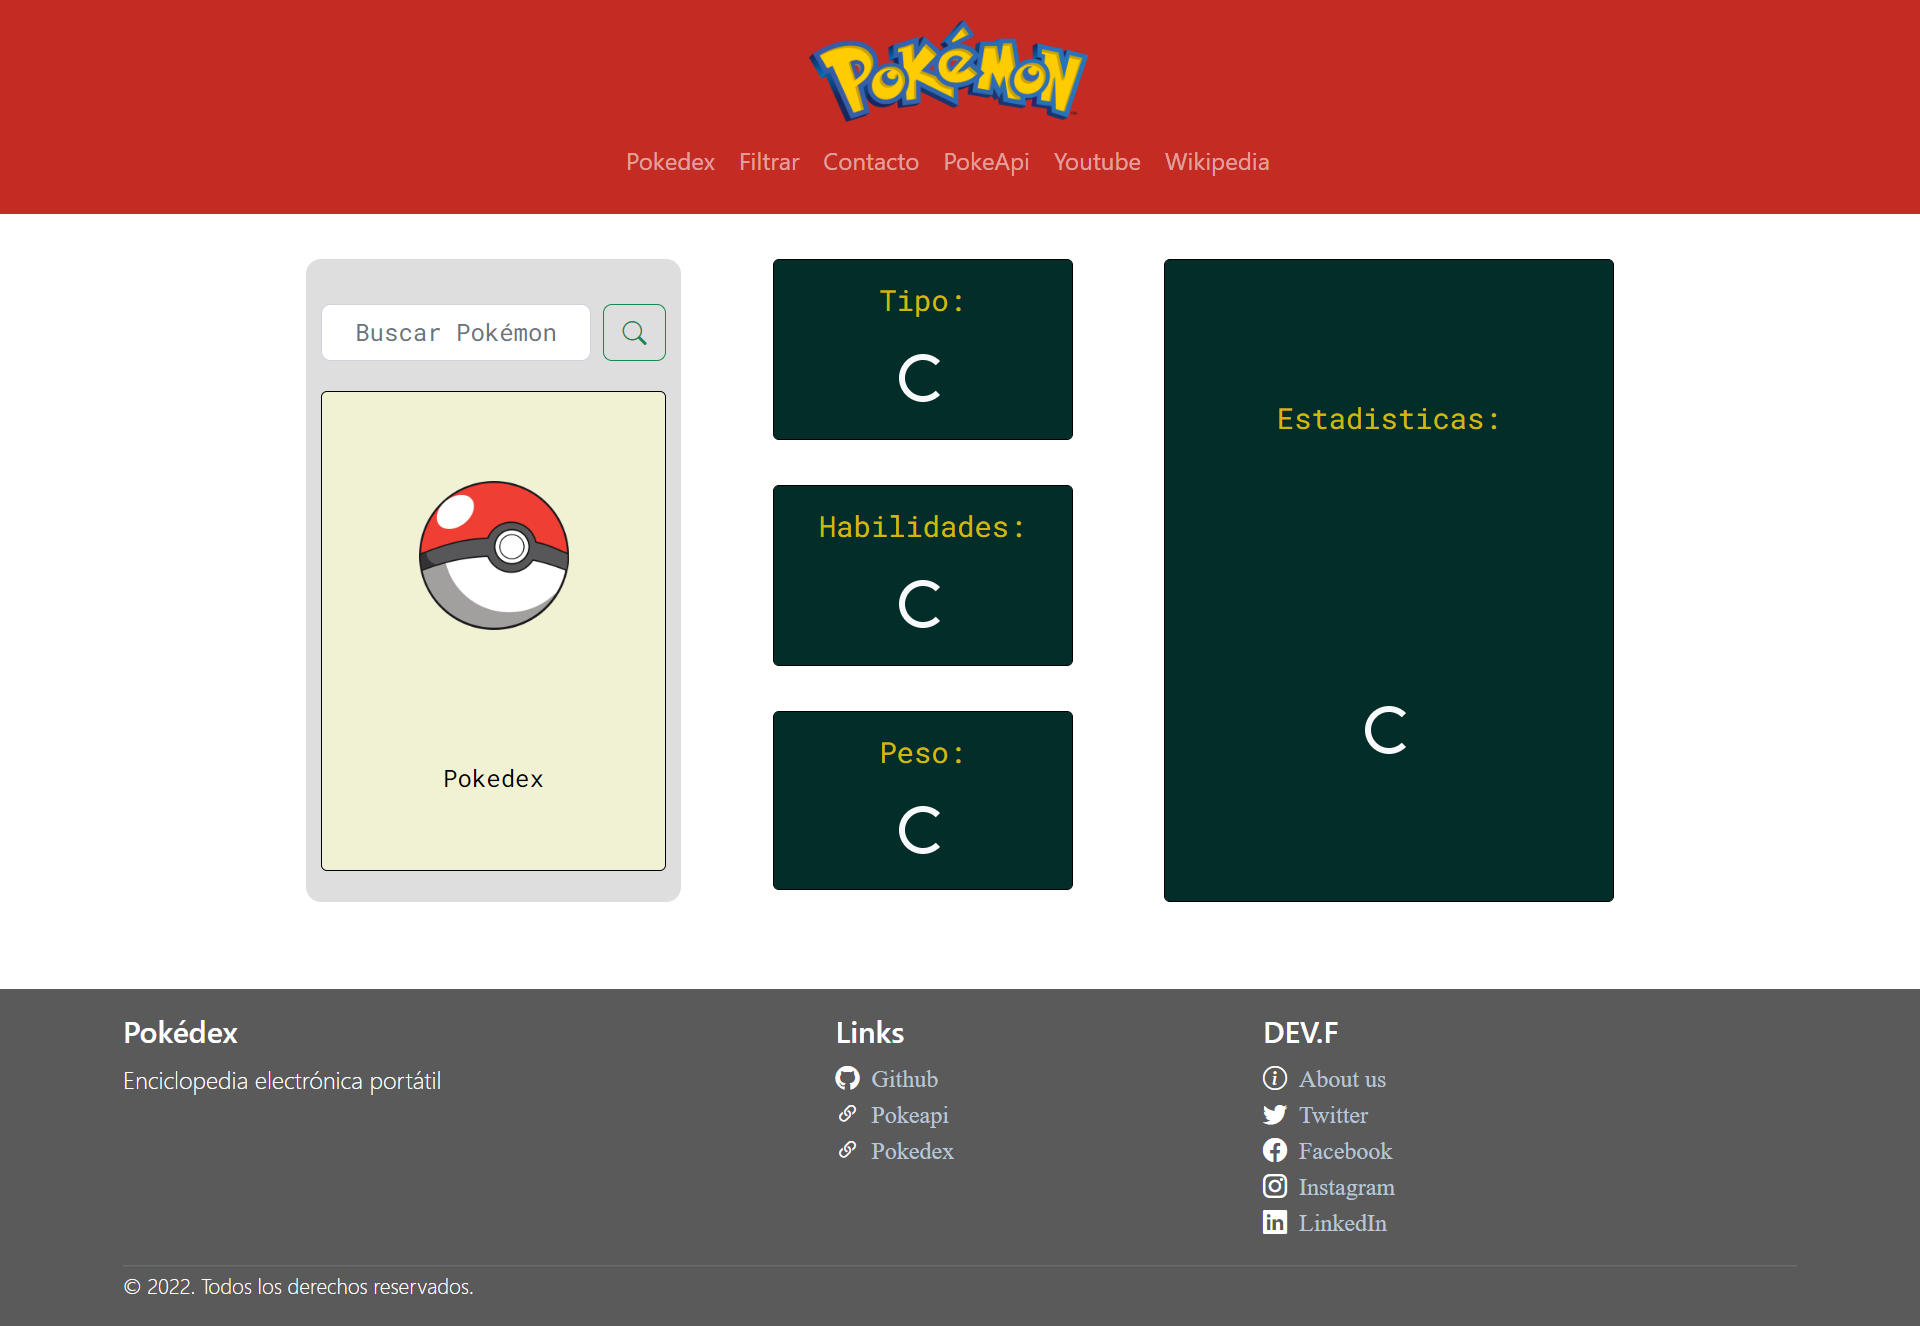 Pokémon
Pokedex Filtrar Contacto PokeApi Youtube Wikipedia
Buscar Pokémon
Pokedex
Tipo:
Habilidades:
Peso:
Estadisticas:
Pokédex
Enciclopedia electrónica portátil
Links
Github
Pokeapi
Pokedex
DEV.F
About us
Twitter
Facebook
Instagram
LinkedIn
© 2022. Todos los derechos reservados.